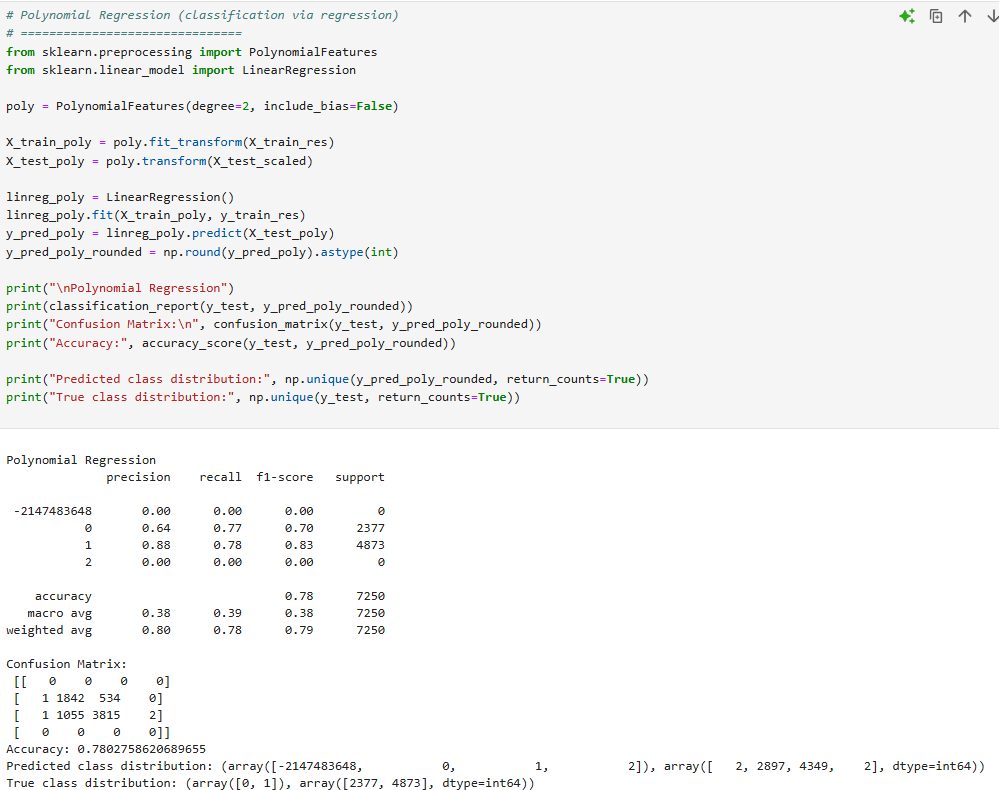 # Polynomial Regression (classification via regression)
# ===============================
from sklearn.preprocessing import PolynomialFeatures
from sklearn.linear_model import LinearRegression
poly = PolynomialFeatures(degree=2, include_bias=False)
X_train_poly = poly.fit_transform(X_train_res)
X_test_poly = poly.transform(X_test_scaled)
linreg_poly = LinearRegression()
linreg_poly.fit(X_train_poly, y_train_res)
y_pred_poly = linreg_poly.predict(X_test_poly)
y_pred_poly_rounded = np.round(y_pred_poly).astype(int)
print("\nPolynomial Regression")
print(classification_report(y_test, y_pred_poly_rounded))
print("Confusion Matrix:\n", confusion_matrix(y_test, y_pred_poly_rounded))
print("Accuracy:", accuracy_score(y_test, y_pred_poly_rounded))
print("Predicted class distribution:", np.unique(y_pred_poly_rounded, return_counts=True))
print("True class distribution:", np.unique(y_test, return_counts=True))
Polynomial Regression
precision    recall  f1-score   support
-2147483648       0.00      0.00      0.00         0
0       0.64      0.77      0.70      2377
1       0.88      0.78      0.83      4873
2       0.00      0.00      0.00         0
accuracy                           0.78      7250
macro avg       0.38      0.39      0.38      7250
weighted avg       0.80      0.78      0.79      7250
Confusion Matrix:
[[   0    0    0    0]
[   1 1842  534    0]
[   1 1055 3815    2]
[   0    0    0    0]]
Accuracy: 0.7802758620689655
Predicted class distribution: (array([-2147483648,           0,           1,           2]), array([   2, 2897, 4349,    2], dtype=int64))
True class distribution: (array([0, 1]), array([2377, 4873], dtype=int64))